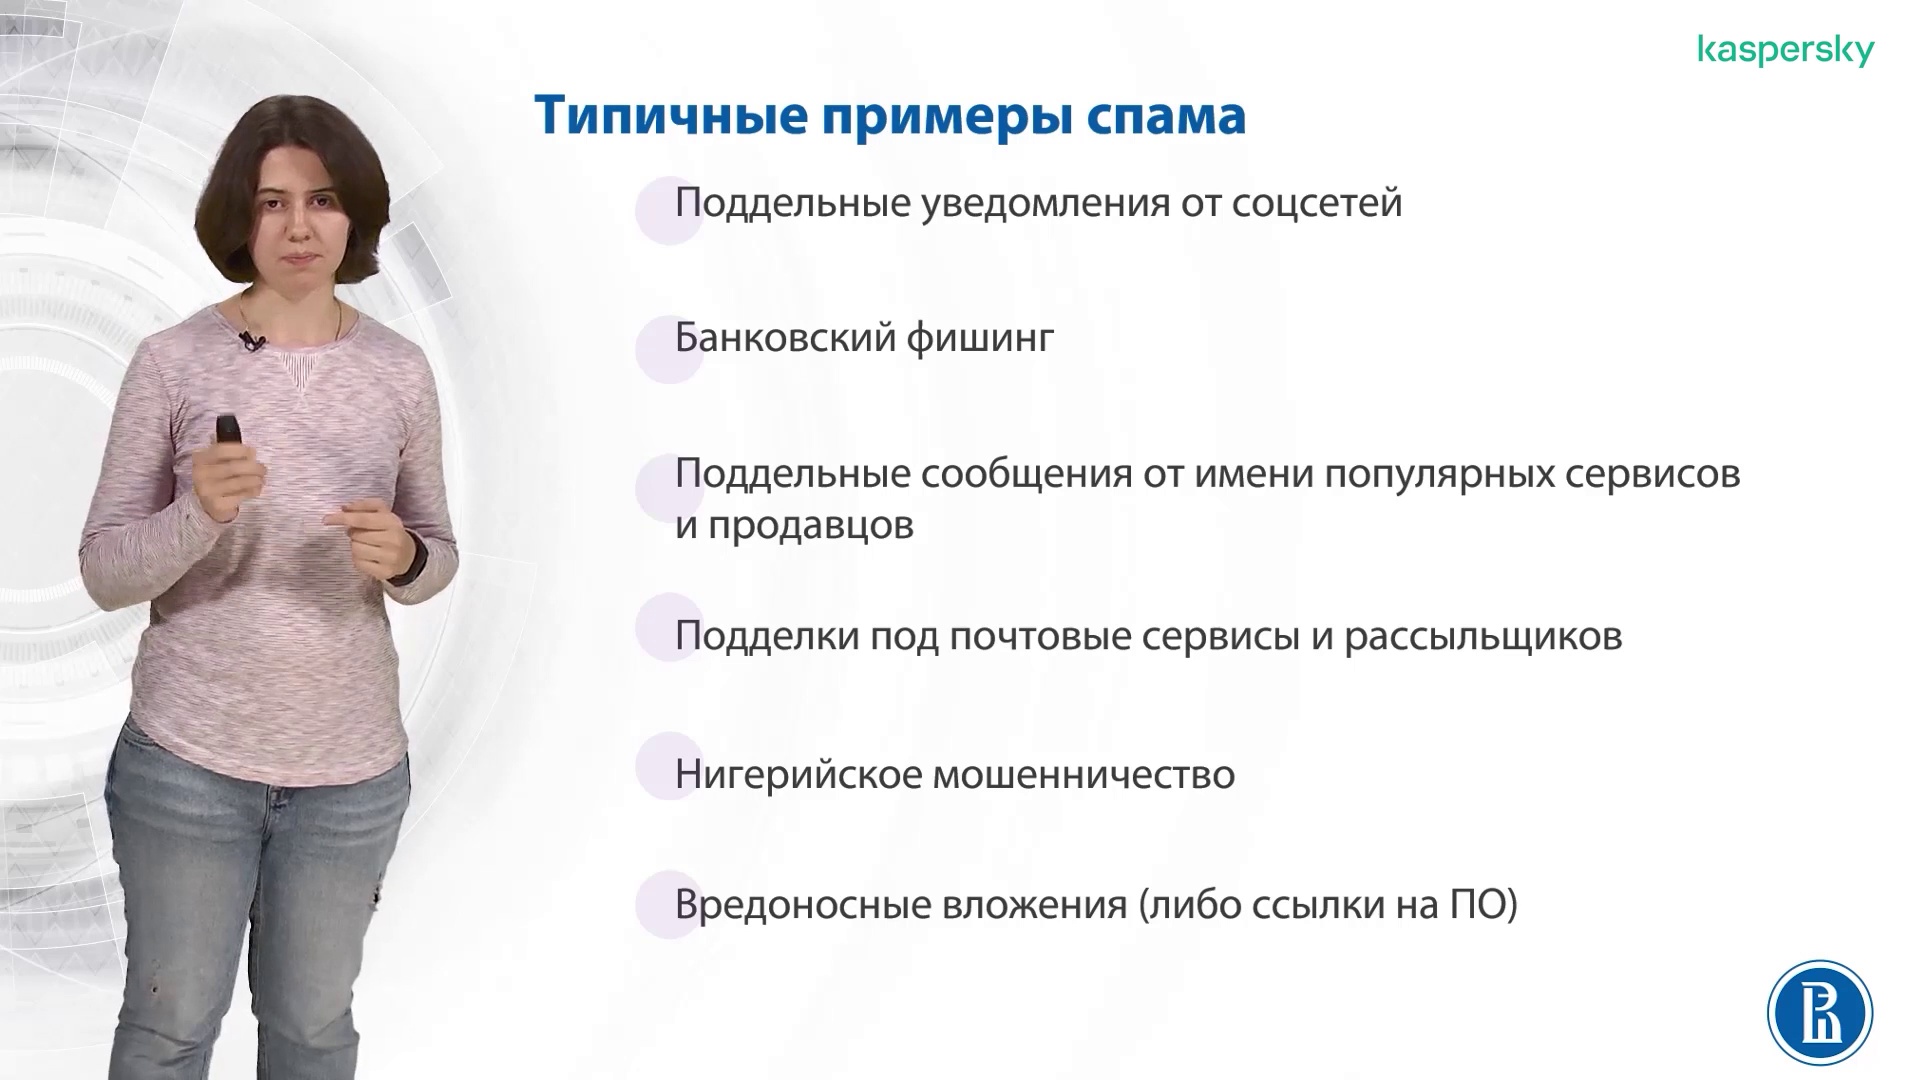 kaspersky
Типичные примеры спама
Поддельные уведомления от соцсетей
Банковский фишинг
Поддельные сообщения от имени популярных сервисов
и продавцов
Подделки под почтовые сервисы и рассыльщиков
Нигерийское мошенничество
Вредоносные вложения (либо ссылки на ПО)